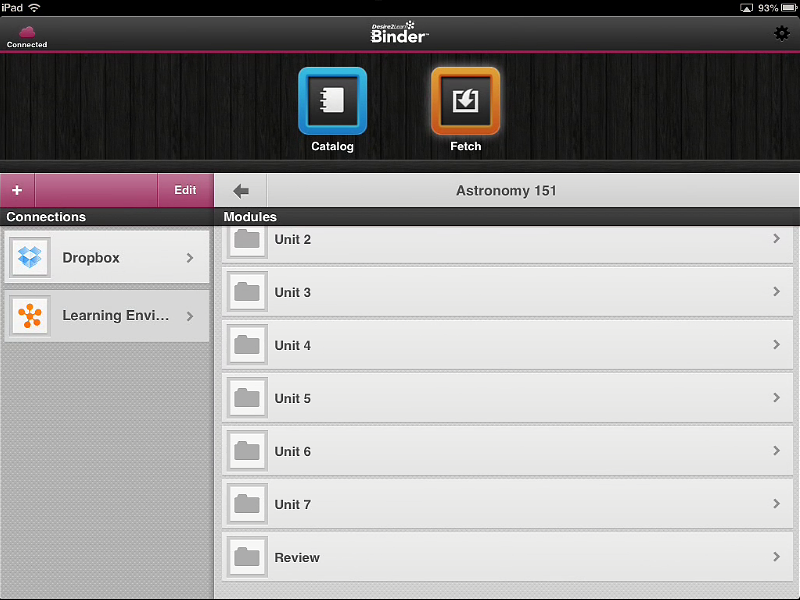 iPad
93%
Connected
Desire2Learn
Binder™
Catalog
Fetch
+
Edit
Astronomy 151
Connections
Modules
Dropbox
Learning Envi...
Unit 2
Unit 3
Unit 4
Unit 5
Unit 6
Unit 7
Review